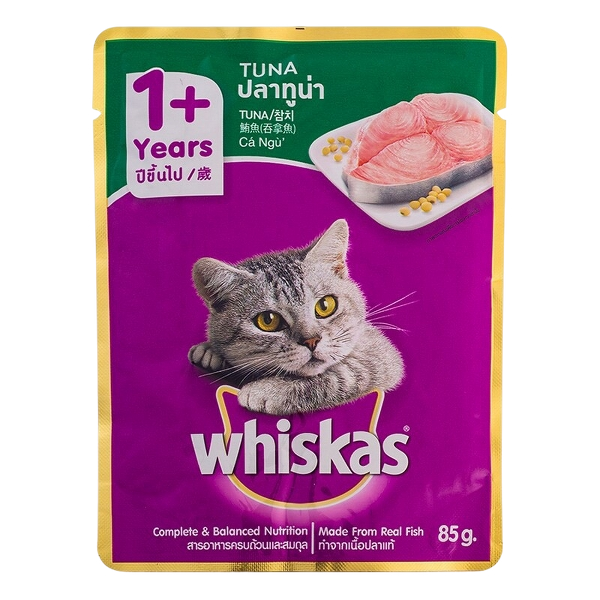 1+
Years
ปีขึ้นไป / 歲
TUNA
ปลาทูน่า
TUNA/참치
鮪魚(吞拿魚)
Cá Ngừ
whiskas®
Complete & Balanced Nutrition
สารอาหารครบถ้วนและสมดุล
Made From Real Fish
ทำจากเนื้อปลาแท้
85 g.